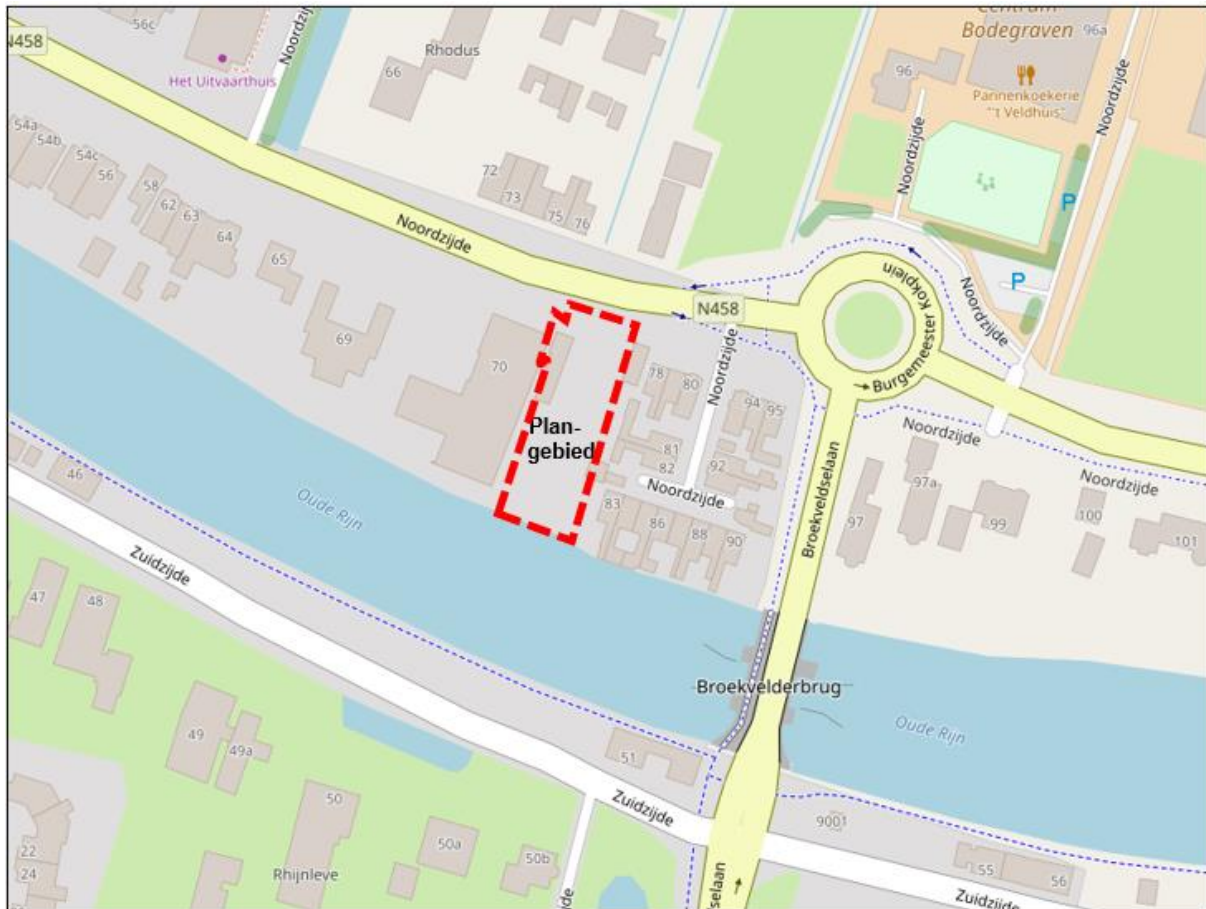 56c
N458
Noordzijde
Het Uitvaarthuis
Rhodus
66
Centrum
Bodegraven
96a
96
Pannenkoekerie
"'t Veldhuis"
Noordzijde
Noordzijde
P
P
54a
54b
54c
56
58
62
63
64
65
69
72
73
75
76
Noordzijde
N458
Burgemeester Kokplein
Noordzijde
70
Plan-
gebied
78
80
Noordzijde
94
95
81
82
92
Noordzijde
83
86
88
90
Noordzijde
Noordzijde
97a
97
99
100
101
Broekveldselaan
46
Oude Rijn
Zuidzijde
47
48
49
49a
50
50a
50b
51
Rhijnleve
Broekvelderbrug
Oude Rijn
Zuidzijde
9001
55
56
Zuidzijde
22
24